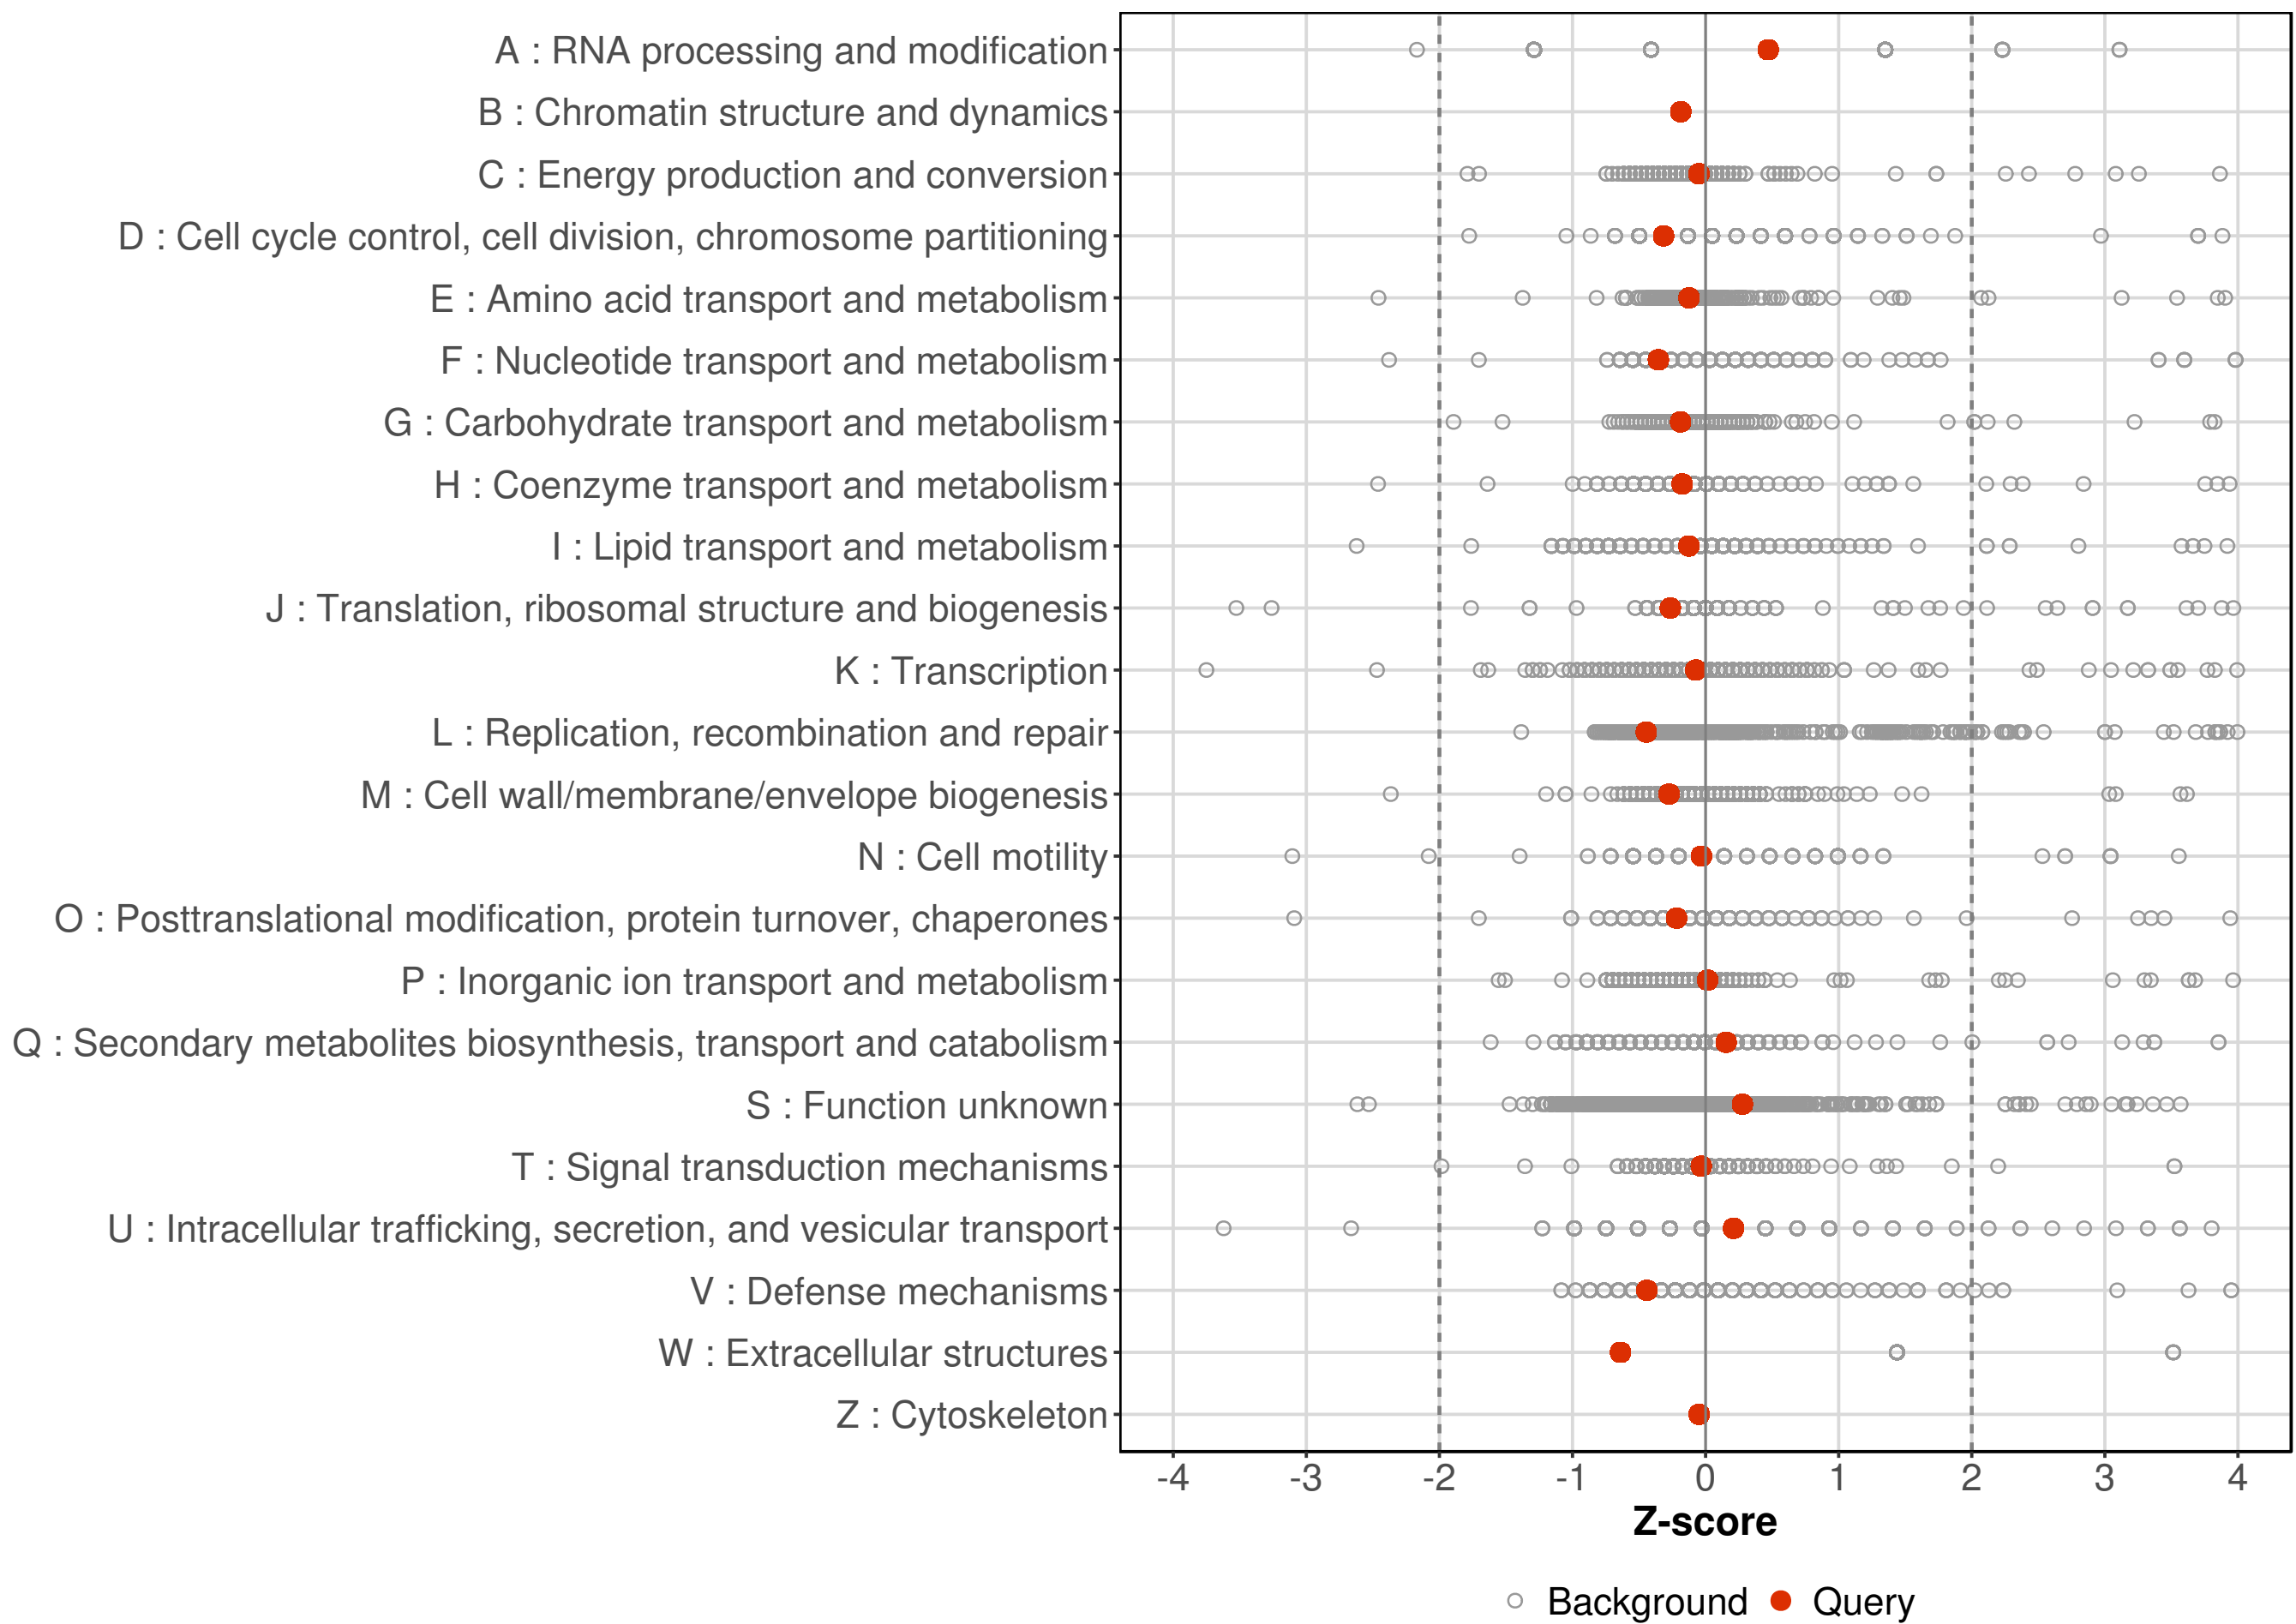 A : RNA processing and modification
B : Chromatin structure and dynamics
C : Energy production and conversion
D : Cell cycle control, cell division, chromosome partitioning
E : Amino acid transport and metabolism
F : Nucleotide transport and metabolism
G : Carbohydrate transport and metabolism
H : Coenzyme transport and metabolism
I : Lipid transport and metabolism
J : Translation, ribosomal structure and biogenesis
K : Transcription
L : Replication, recombination and repair
M : Cell wall/membrane/envelope biogenesis
N : Cell motility
O : Posttranslational modification, protein turnover, chaperones
P : Inorganic ion transport and metabolism
Q : Secondary metabolites biosynthesis, transport and catabolism
S : Function unknown
T : Signal transduction mechanisms
U : Intracellular trafficking, secretion, and vesicular transport
V : Defense mechanisms
W : Extracellular structures
Z : Cytoskeleton
-4 -3 -2 -1 0 1 2 3 4
Z-score
Background Query